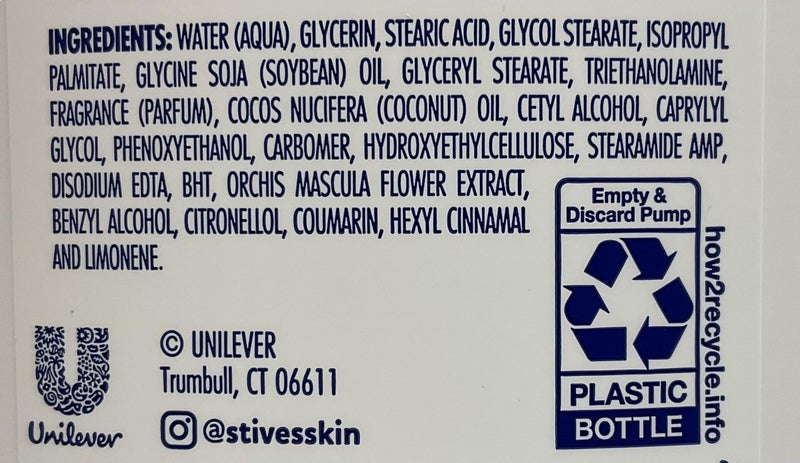 INGREDIENTS: WATER (AQUA), GLYCERIN, STEARIC ACID, GLYCOL STEARATE, ISOPROPYL
PALMITATE, GLYCINE SOJA (SOYBEAN) OIL, GLYCERYL STEARATE, TRIETHANOLAMINE,
FRAGRANCE (PARFUM), COCOS NUCIFERA (COCONUT) OIL, CETYL ALCOHOL, CAPRYLYL
GLYCOL, PHENOXYETHANOL, CARBOMER, HYDROXYETHYLCELLULOSE, STEARAMIDE AMP,
DISODIUM EDTA, BHT, ORCHIS MASCULA FLOWER EXTRACT,
BENZYL ALCOHOL, CITRONELLOL, COUMARIN, HEXYL CINNAMAL
AND LIMONENE.
Empty &
Discard Pump
PLASTIC
BOTTLE
how2recycle.info
Unilever
© UNILEVER
Trumbull, CT 06611
@stivesskin